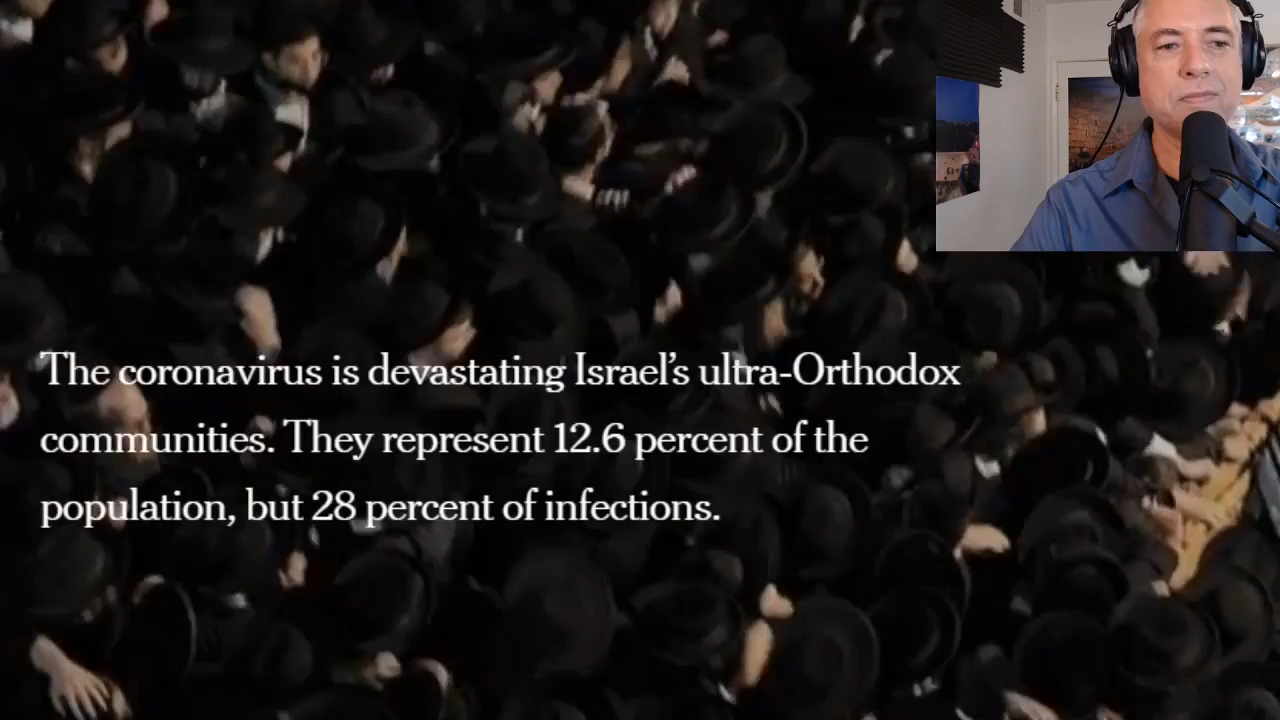 The coronavirus is devastating Israel’s ultra-Orthodox
communities. They represent 12.6 percent of the
population, but 28 percent of infections.